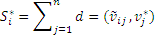 S_i^* = \sum_{j=1}^{n} d = (\tilde{v}_{ij}, v_j^*)